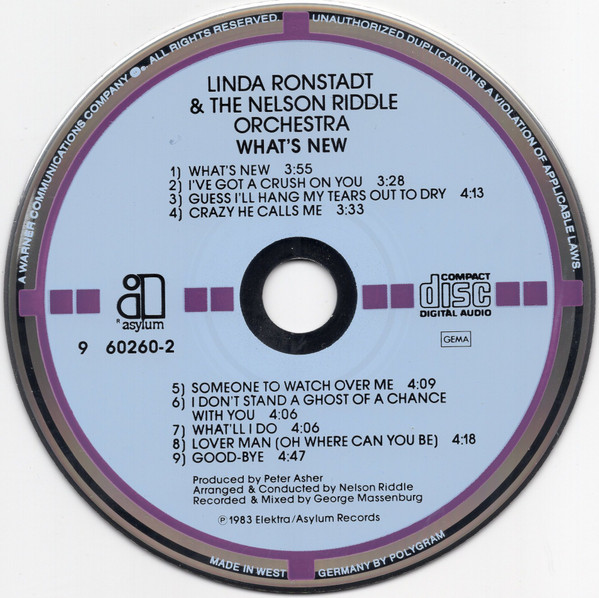 A WARNER COMMUNICATIONS COMPANY ®. ALL RIGHTS RESERVED
UNAUTHORIZED DUPLICATION IS A VIOLATION OF APPLICABLE LAWS
LINDA RONSTADT
& THE NELSON RIDDLE
ORCHESTRA
WHAT'S NEW
1) WHAT'S NEW 3:55
2) I'VE GOT A CRUSH ON YOU 3:28
3) GUESS I'LL HANG MY TEARS OUT TO DRY 4:13
4) CRAZY HE CALLS ME 3:33
asylum
9 60260-2
COMPACT
disc
DIGITAL AUDIO
GEMA
5) SOMEONE TO WATCH OVER ME 4:09
6) I DON'T STAND A GHOST OF A CHANCE
WITH YOU 4:06
7) WHAT'LL I DO 4:06
8) LOVER MAN (OH WHERE CAN YOU BE) 4:18
9) GOOD-BYE 4:47
Produced by Peter Asher
Arranged & Conducted by Nelson Riddle
Recorded & Mixed by George Massenburg
℗ 1983 Elektra/Asylum Records
MADE IN WEST GERMANY BY POLYGRAM